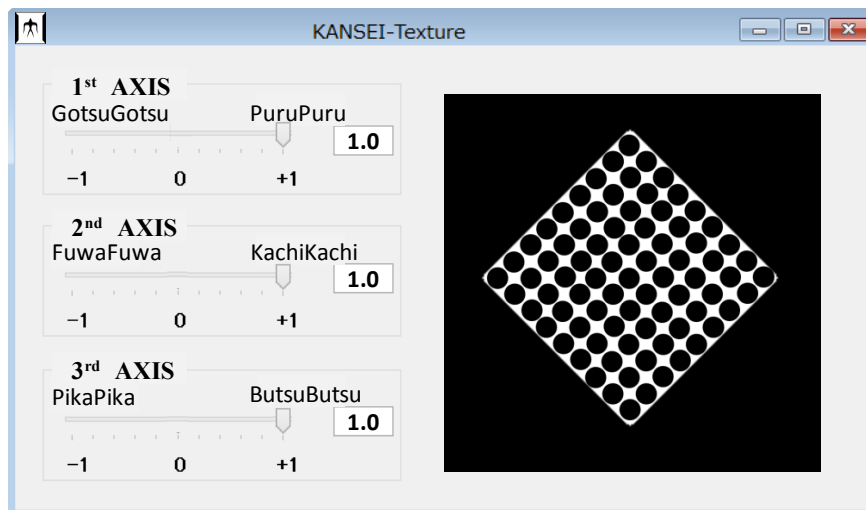 KANSEI-Texture
1st AXIS
GotsuGotsu PuruPuru
1.0
−1 0 +1
2nd AXIS
FuwaFuwa KachiKachi
1.0
−1 0 +1
3rd AXIS
PikaPika ButsuButsu
1.0
−1 0 +1